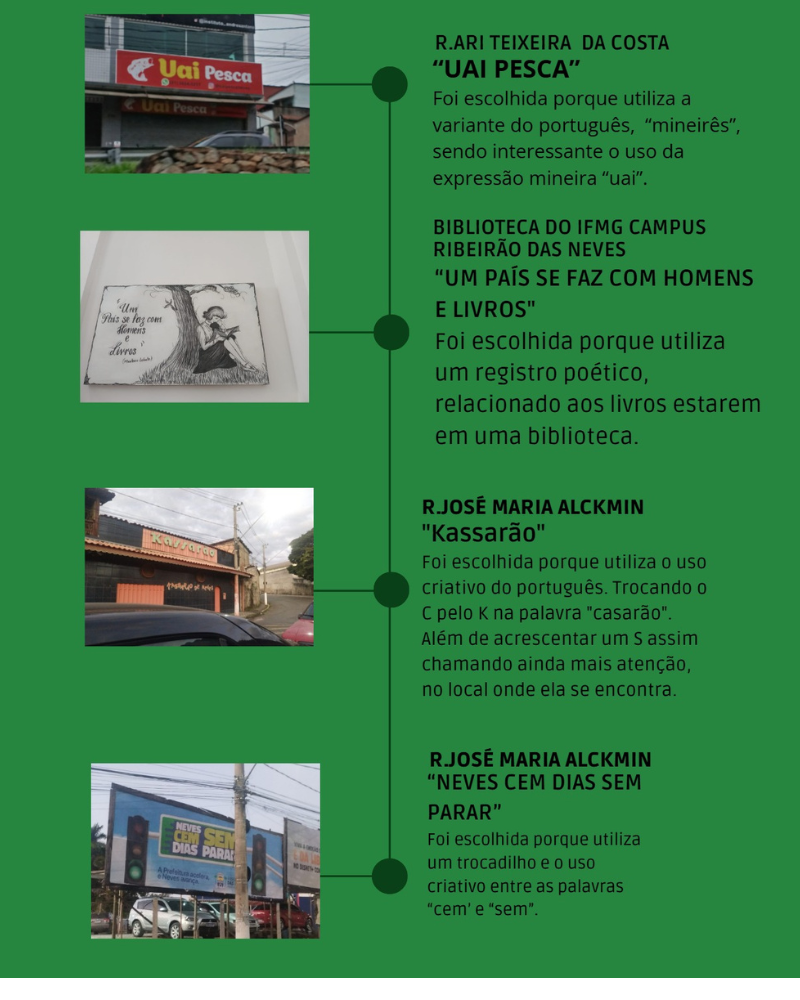 Uai Pesca
Uai Pesca
R.ARI TEIXEIRA DA COSTA
“UAI PESCA”
Foi escolhida porque utiliza a
variante do português, “mineirês”,
sendo interessante o uso da
expressão mineira “uai”.
"Um
País se faz com
Homens
e
Livros"
BIBLIOTECA DO IFMG CAMPUS
RIBEIRÃO DAS NEVES
“UM PAÍS SE FAZ COM HOMENS
E LIVROS"
Foi escolhida porque utiliza
um registro poético,
relacionado aos livros estarem
em uma biblioteca.
Kassarão
R.JOSÉ MARIA ALCKMIN
"Kassarão"
Foi escolhida porque utiliza o uso
criativo do português. Trocando o
C pelo K na palavra "casarão".
Além de acrescentar um S assim
chamando ainda mais atenção,
no local onde ela se encontra.
NEVES
CEM SEM
DIAS PARAR
A Prefeitura acelera,
e Neves avança.
R.JOSÉ MARIA ALCKMIN
“NEVES CEM DIAS SEM
PARAR”
Foi escolhida porque utiliza
um trocadilho e o uso
criativo entre as palavras
“cem’ e “sem”.